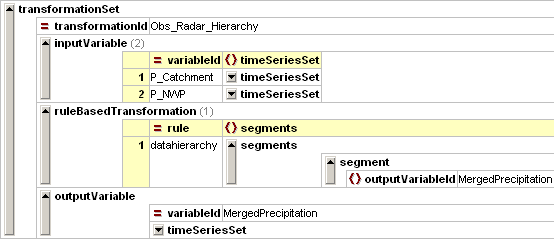 transformationSet
= transformationId Obs_Radar_Hierarchy
inputVariable (2)
= variableId {} timeSeriesSet
1 P_Catchment timeSeriesSet
2 P_NWP timeSeriesSet
ruleBasedTransformation (1)
= rule {} segments
1 datahierarchy segments
segment
{} outputVariableId MergedPrecipitation
outputVariable
= variableId MergedPrecipitation
timeSeriesSet